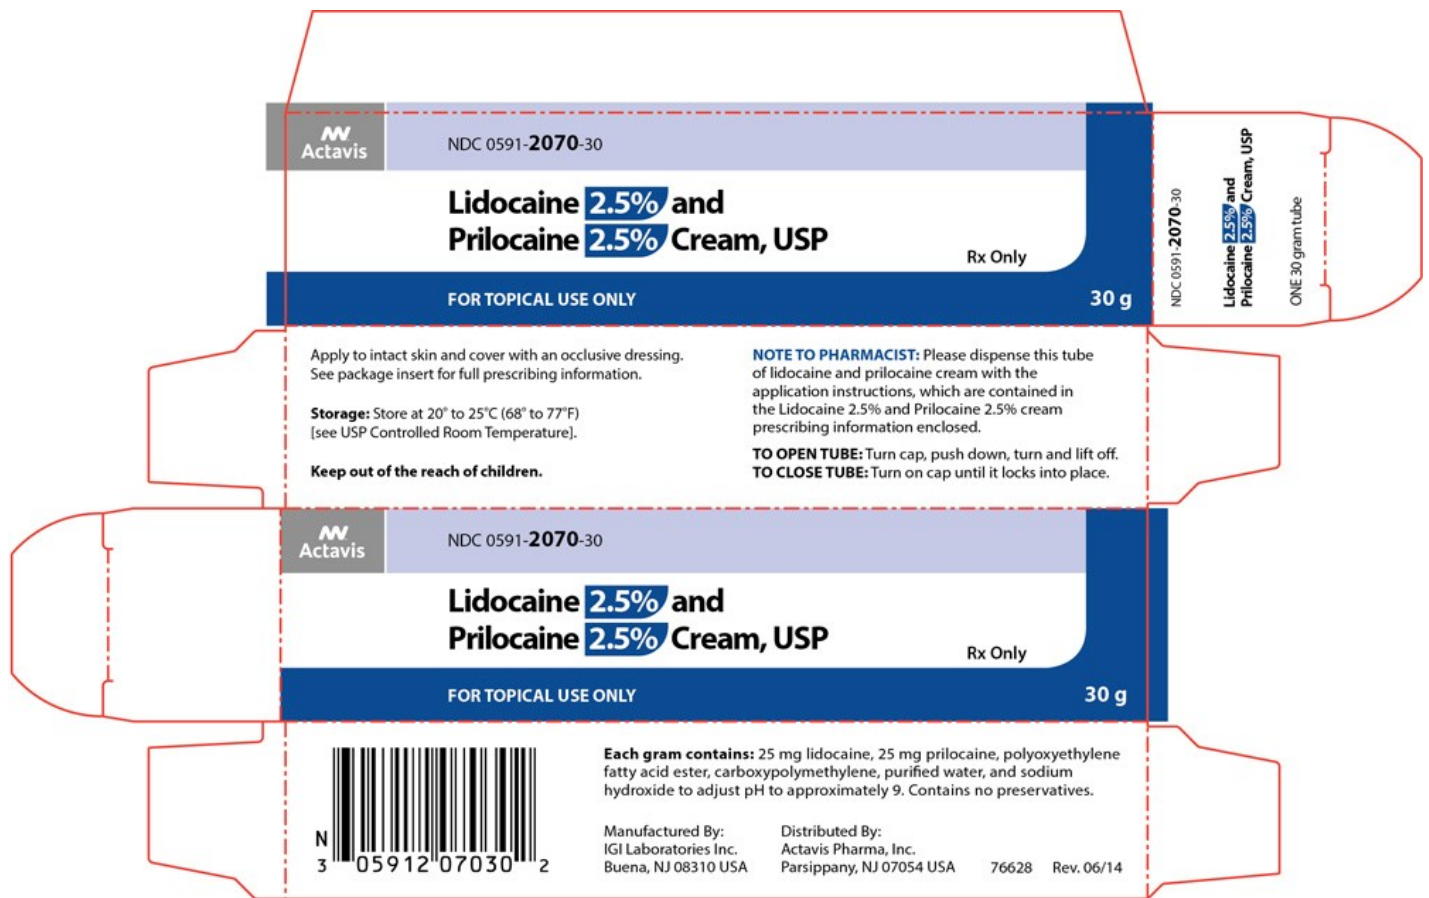 Actavis
NDC 0591-2070-30
Lidocaine 2.5% and
Prilocaine 2.5% Cream, USP
Rx Only
FOR TOPICAL USE ONLY
30 g
NDC 0591-2070-30
Lidocaine 2.5% and
Prilocaine 2.5% Cream, USP
ONE 30 gram tube
Apply to intact skin and cover with an occlusive dressing.
See package insert for full prescribing information.
Storage: Store at 20° to 25°C (68° to 77°F)
[see USP Controlled Room Temperature].
Keep out of the reach of children.
NOTE TO PHARMACIST: Please dispense this tube
of lidocaine and prilocaine cream with the
application instructions, which are contained in
the Lidocaine 2.5% and Prilocaine 2.5% cream
prescribing information enclosed.
TO OPEN TUBE: Turn cap, push down, turn and lift off.
TO CLOSE TUBE: Turn on cap until it locks into place.
Actavis
NDC 0591-2070-30
Lidocaine 2.5% and
Prilocaine 2.5% Cream, USP
Rx Only
FOR TOPICAL USE ONLY
30 g
N
3 05912 07030 2
Each gram contains: 25 mg lidocaine, 25 mg prilocaine, polyoxyethylene
fatty acid ester, carboxypolymethylene, purified water, and sodium
hydroxide to adjust pH to approximately 9. Contains no preservatives.
Manufactured By:
IGI Laboratories Inc.
Buena, NJ 08310 USA
Distributed By:
Actavis Pharma, Inc.
Parsippany, NJ 07054 USA
76628 Rev. 06/14